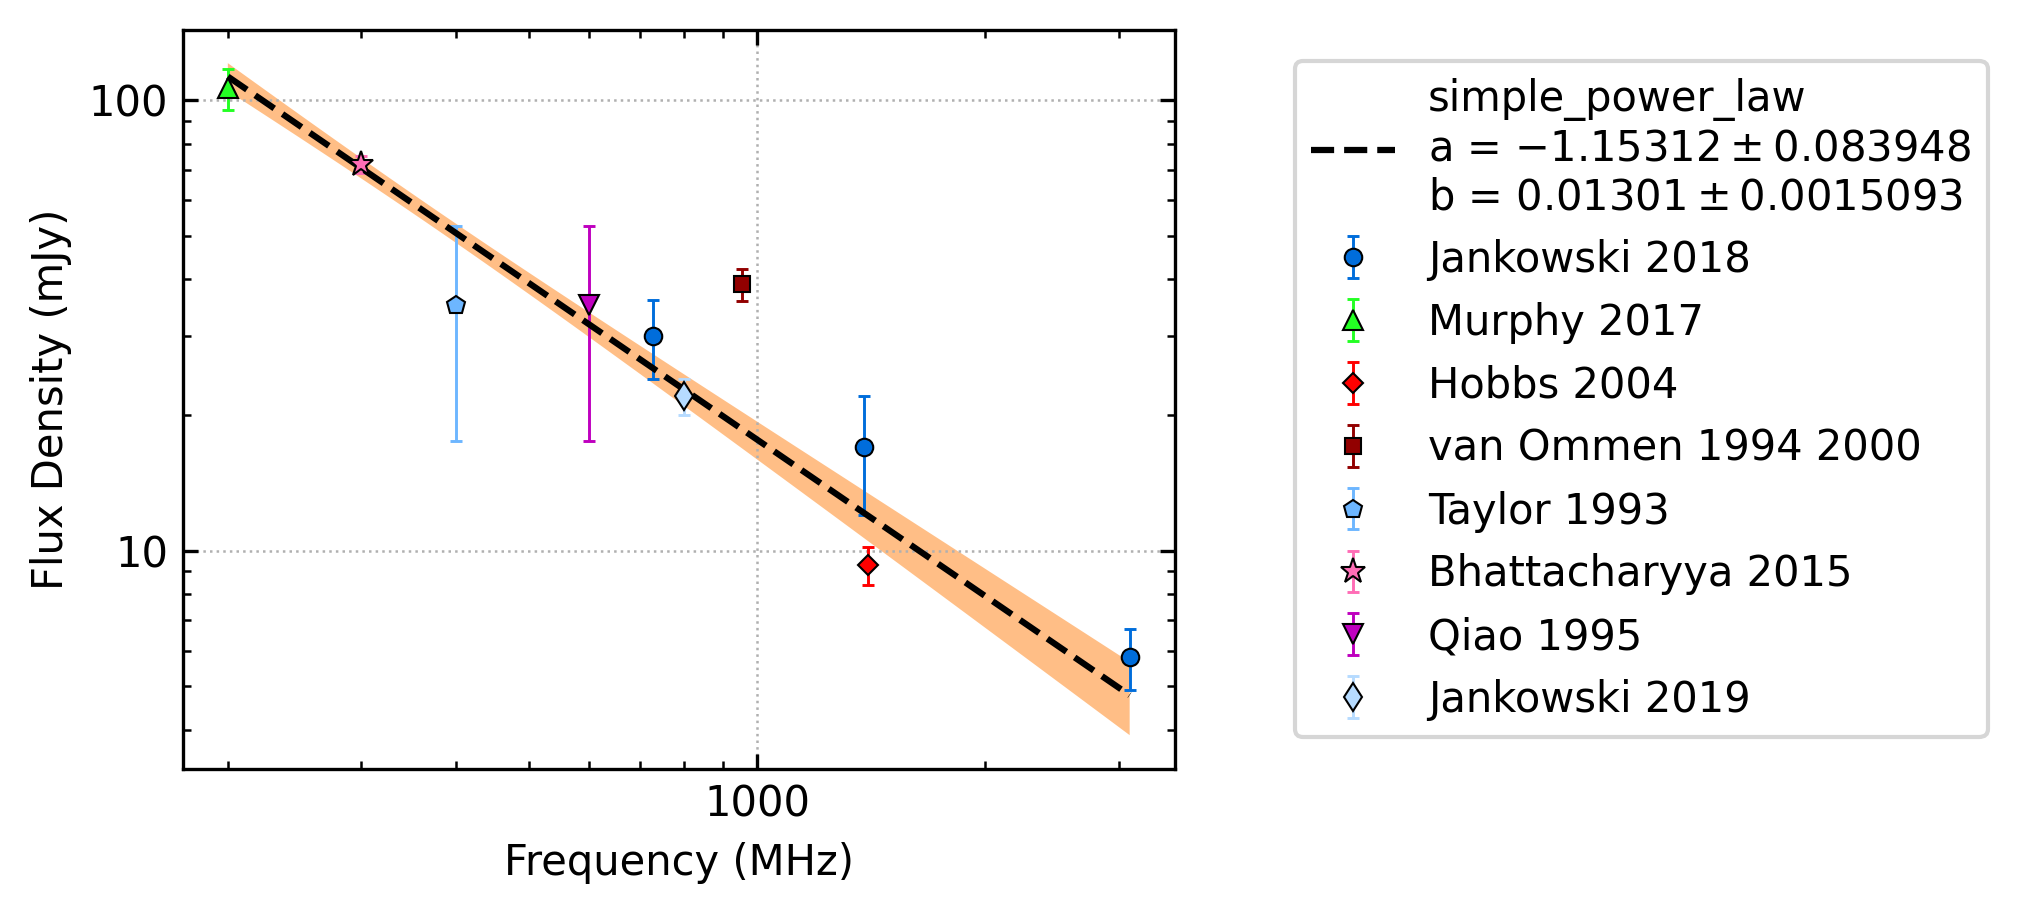 100
10
Flux Density (mJy)
1000
Frequency (MHz)
simple_power_law
a = −1.15312 ± 0.083948
b = 0.01301 ± 0.0015093
Jankowski 2018
Murphy 2017
Hobbs 2004
van Ommen 1994 2000
Taylor 1993
Bhattacharyya 2015
Qiao 1995
Jankowski 2019